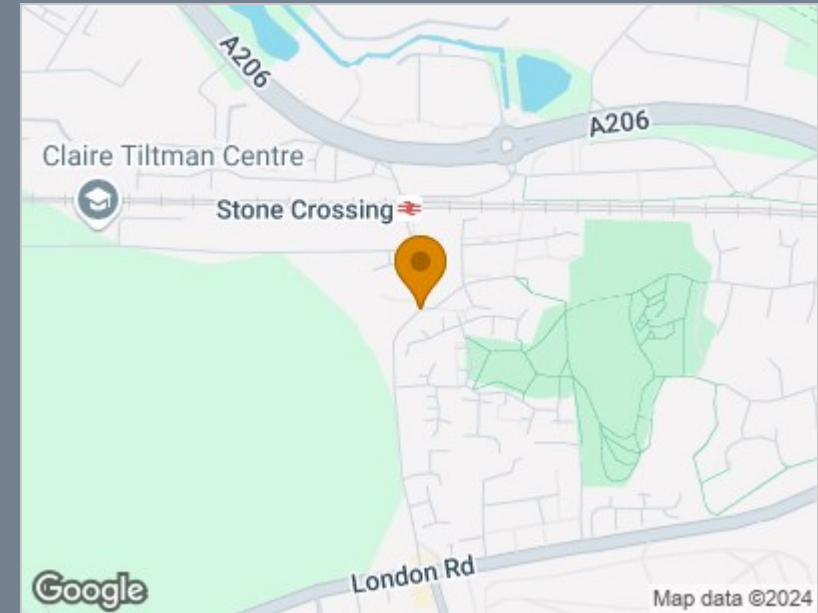 A206
A206
Claire Tiltman Centre
Stone Crossing
London Rd
Google
Map data ©2024